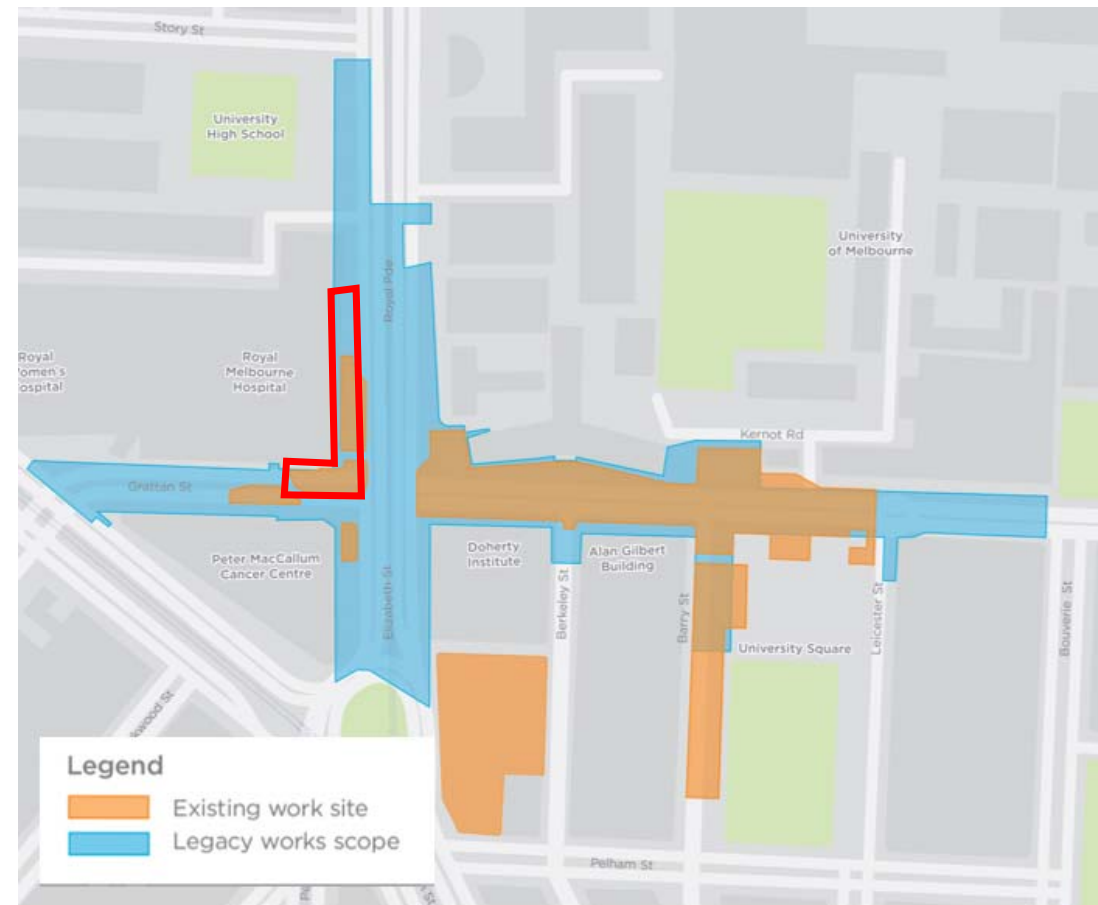 Story St
University
High School
Royal Pde
University
of Melbourne
Royal
Women's
Hospital
Royal
Melbourne
Hospital
Kernot Rd
Grattan St
Peter MacCallum
Cancer Centre
Doherty
Institute
Alan Gilbert
Building
Elizabeth St
Berkeley St
Barry St
University Square
Leicester St
Bouverie St
kwood St
Legend
Existing work site
Legacy works scope
Pelham St